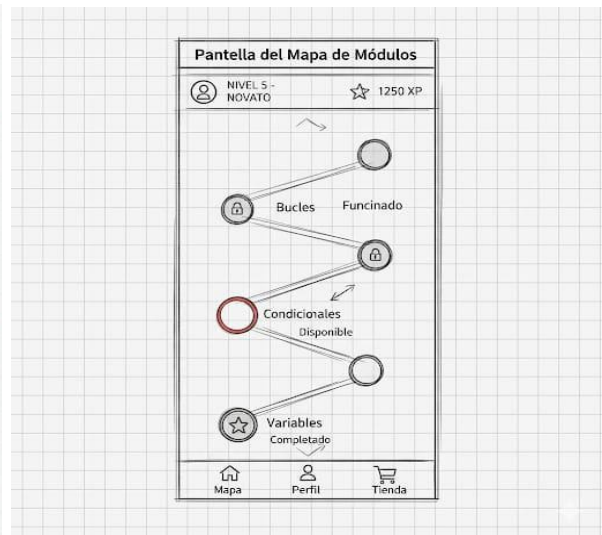 Pantella del Mapa de Módulos
NIVEL 5 -
NOVATO
1250 XP
Bucles
Funcinado
Condicionales
Disponible
Variables
Completado
Mapa
Perfil
Tienda